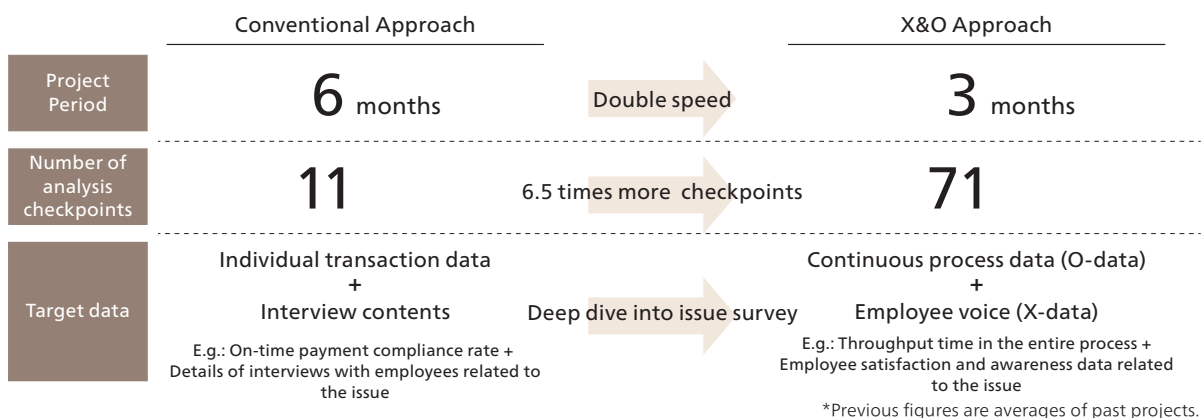 Conventional Approach
X&O Approach
Project
Period
6 months
Double speed
3 months
Number of
analysis
checkpoints
11
6.5 times more checkpoints
71
Target data
Individual transaction data
+
Interview contents
E.g.: On-time payment compliance rate +
Details of interviews with employees related to
the issue
Deep dive into issue survey
Continuous process data (O-data)
+
Employee voice (X-data)
E.g.: Throughput time in the entire process +
Employee satisfaction and awareness data related
to the issue
*Previous figures are averages of past projects.